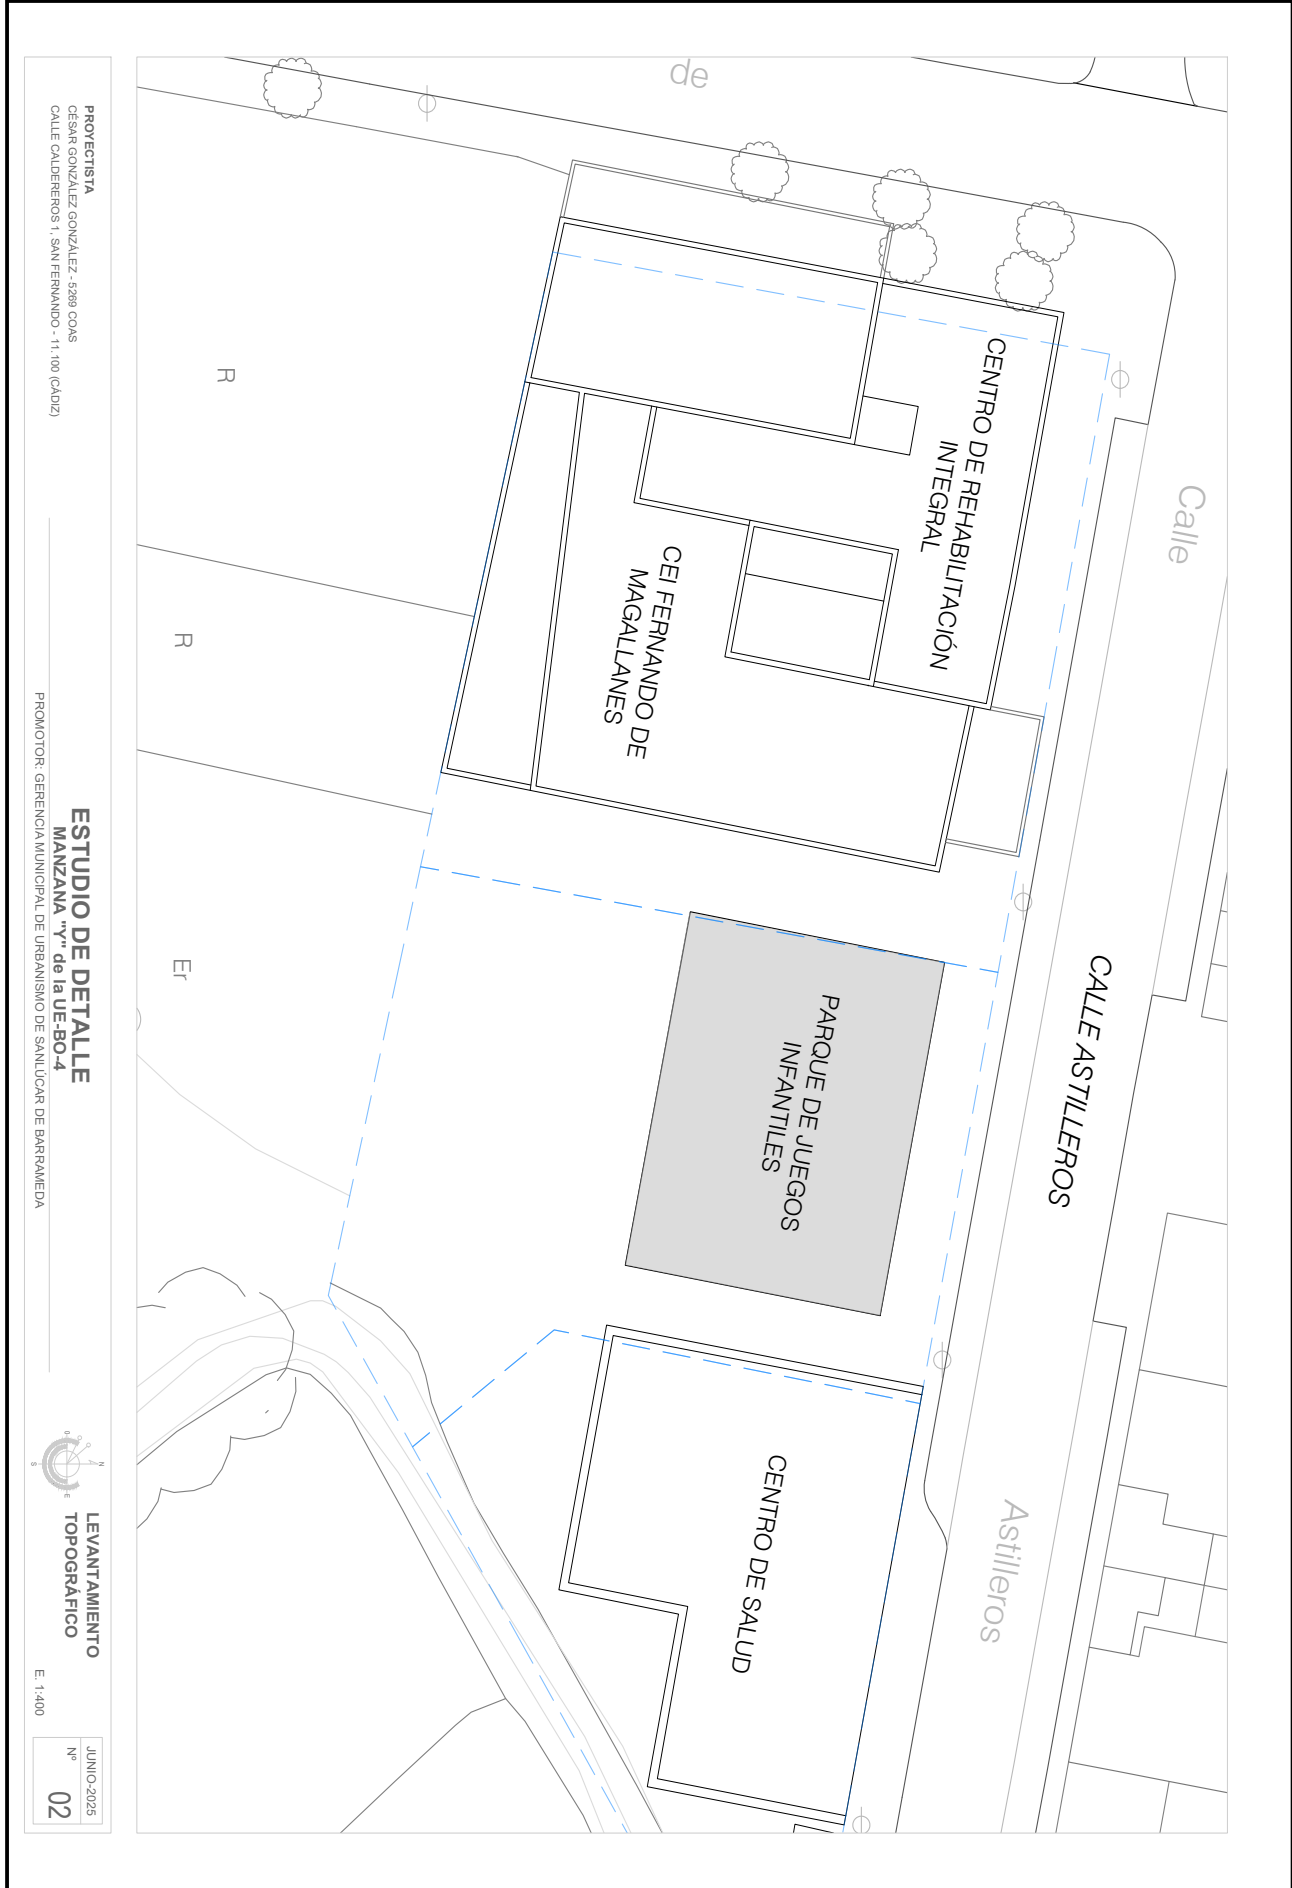 de
Calle
CENTRO DE REHABILITACIÓN
INTEGRAL
CEI FERNANDO DE
MAGALLANES
CALLE ASTILLEROS
PARQUE DE JUEGOS
INFANTILES
CENTRO DE SALUD
Astilleros
R
R
Er
PROYECTISTA
CÉSAR GONZÁLEZ GONZÁLEZ - 5269 COAS
CALLE CALDEREROS 1, SAN FERNANDO - 11.100 (CÁDIZ)
ESTUDIO DE DETALLE
MANZANA "Y" de la UE-BO-4
PROMOTOR: GERENCIA MUNICIPAL DE URBANISMO DE SANLÚCAR DE BARRAMEDA
N
O
E
S
LEVANTAMIENTO
TOPOGRÁFICO
E. 1:400
JUNIO-2025
Nº
02